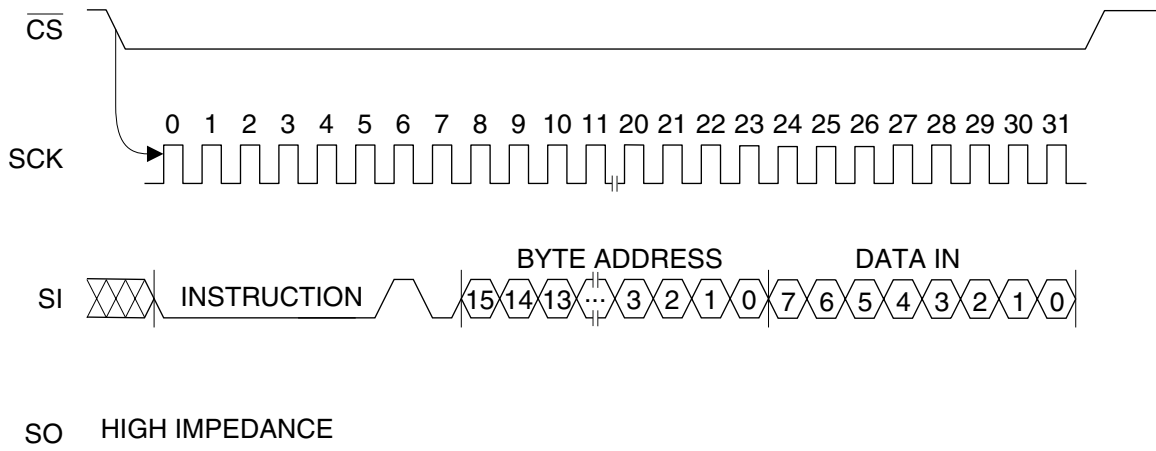 CS
0 1 2 3 4 5 6 7 8 9 10 11 20 21 22 23 24 25 26 27 28 29 30 31
SCK
BYTE ADDRESS DATA IN
SI INSTRUCTION 15 14 13 ... 3 2 1 0 7 6 5 4 3 2 1 0
SO HIGH IMPEDANCE